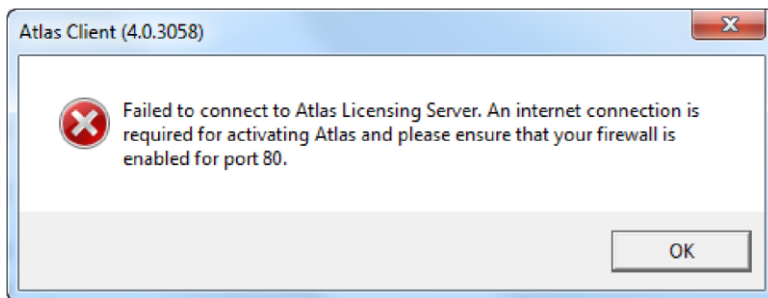 Atlas Client (4.0.3058)
Failed to connect to Atlas Licensing Server. An internet connection is
required for activating Atlas and please ensure that your firewall is
enabled for port 80.
OK